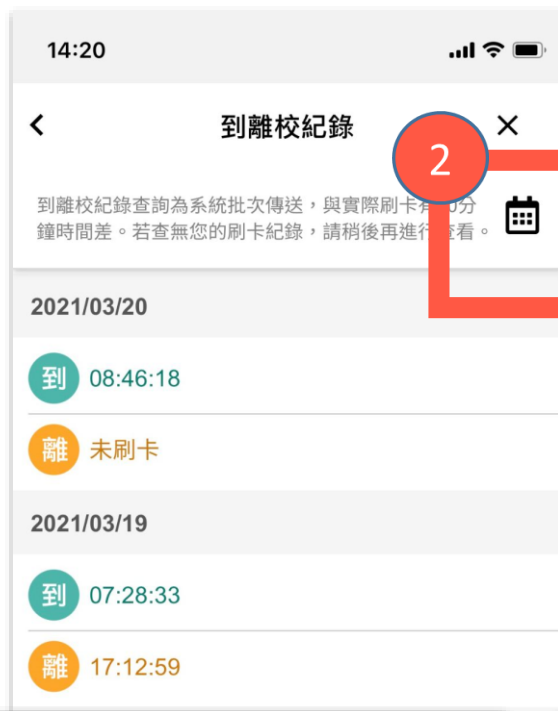 14:20
到離校紀錄
2
到離校紀錄查詢為系統批次傳送,與實際刷卡有 0分
鐘時間差。若查無您的刷卡紀錄,請稍後再進行 看。
2021/03/20
到 08:46:18
離 未刷卡
2021/03/19
到 07:28:33
離 17:12:59